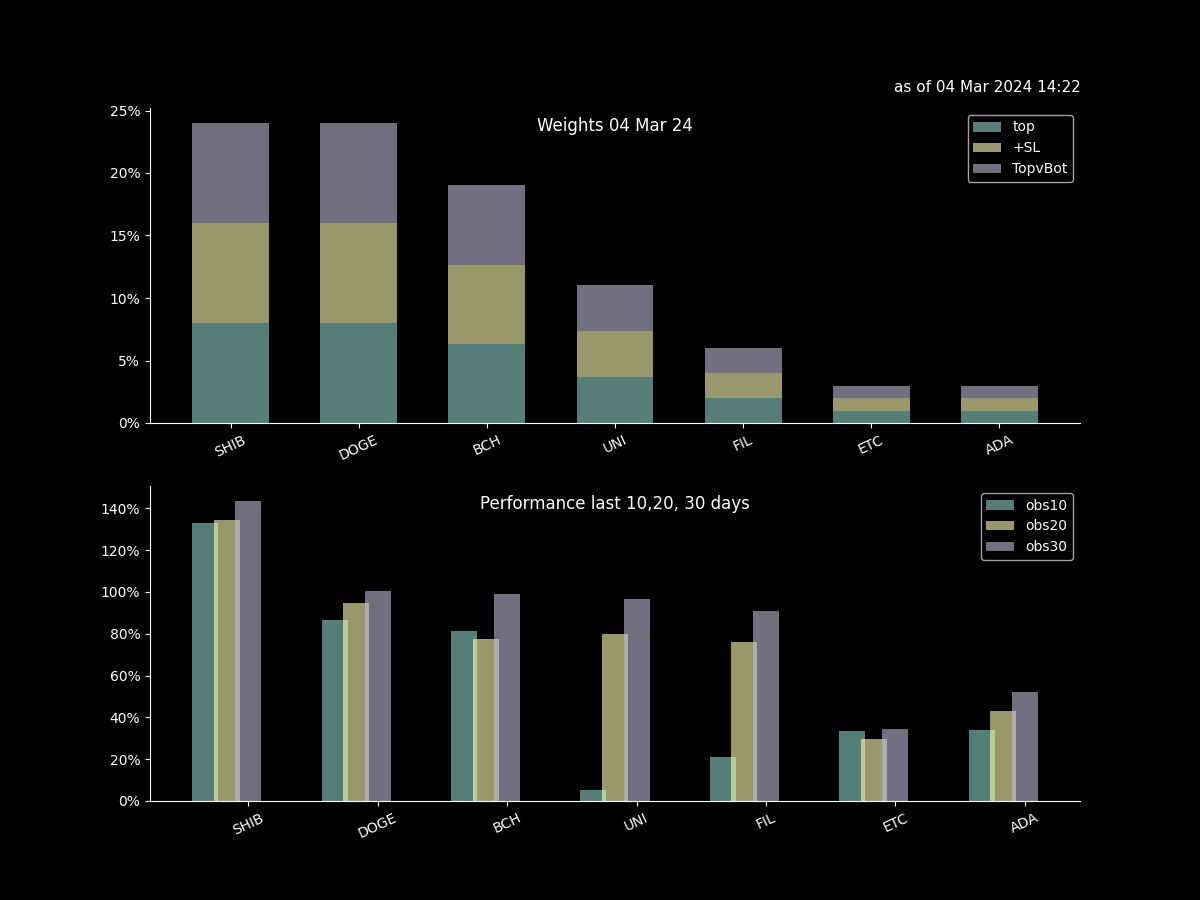 as of 04 Mar 2024 14:22
Weights 04 Mar 24
25%
20%
15%
10%
5%
0%
top
+SL
TopvBot
SHIB DOGE BCH UNI FIL ETC ADA
Performance last 10,20, 30 days
140%
120%
100%
80%
60%
40%
20%
0%
obs10
obs20
obs30
SHIB DOGE BCH UNI FIL ETC ADA